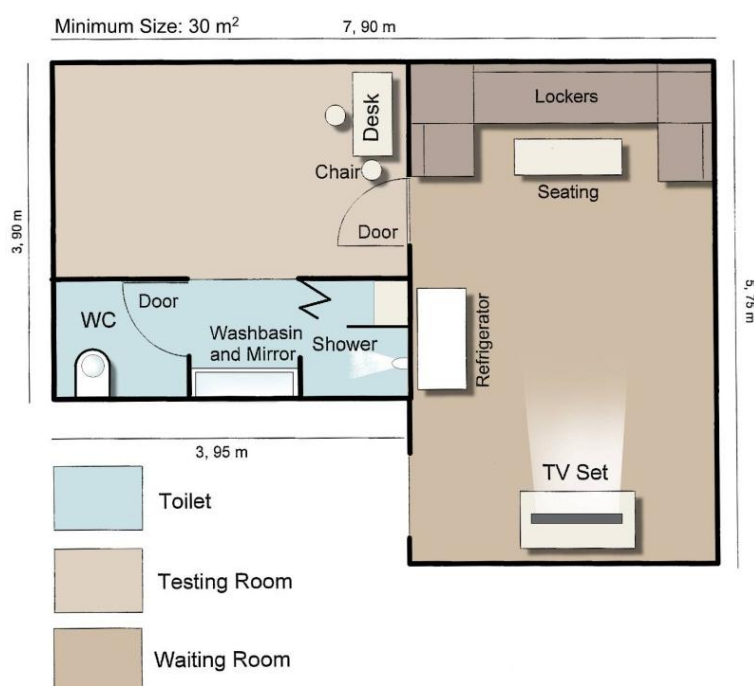 Minimum Size: 30 m²
7, 90 m
Lockers
Desk
Chair
Seating
Door
3, 90 m
5, 75 m
Door
WC
Washbasin
and Mirror
Shower
Refrigerator
3, 95 m
TV Set
Toilet
Testing Room
Waiting Room